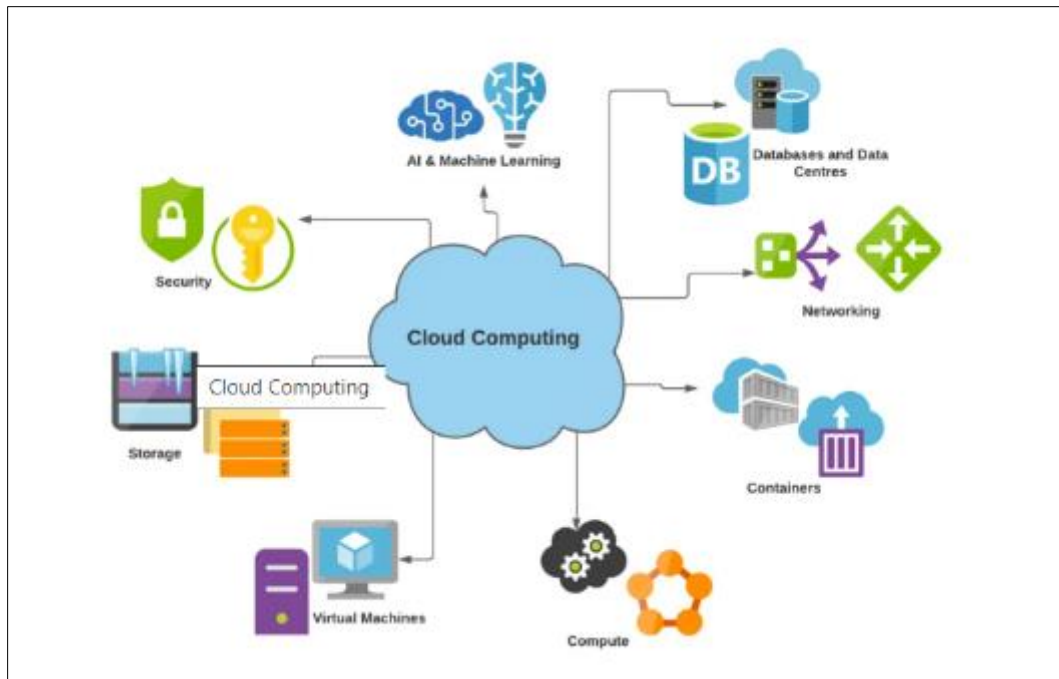 AI & Machine Learning
Databases and Data
Centres
DB
Security
Networking
Cloud Computing
Cloud Computing
Storage
Containers
Virtual Machines
Compute